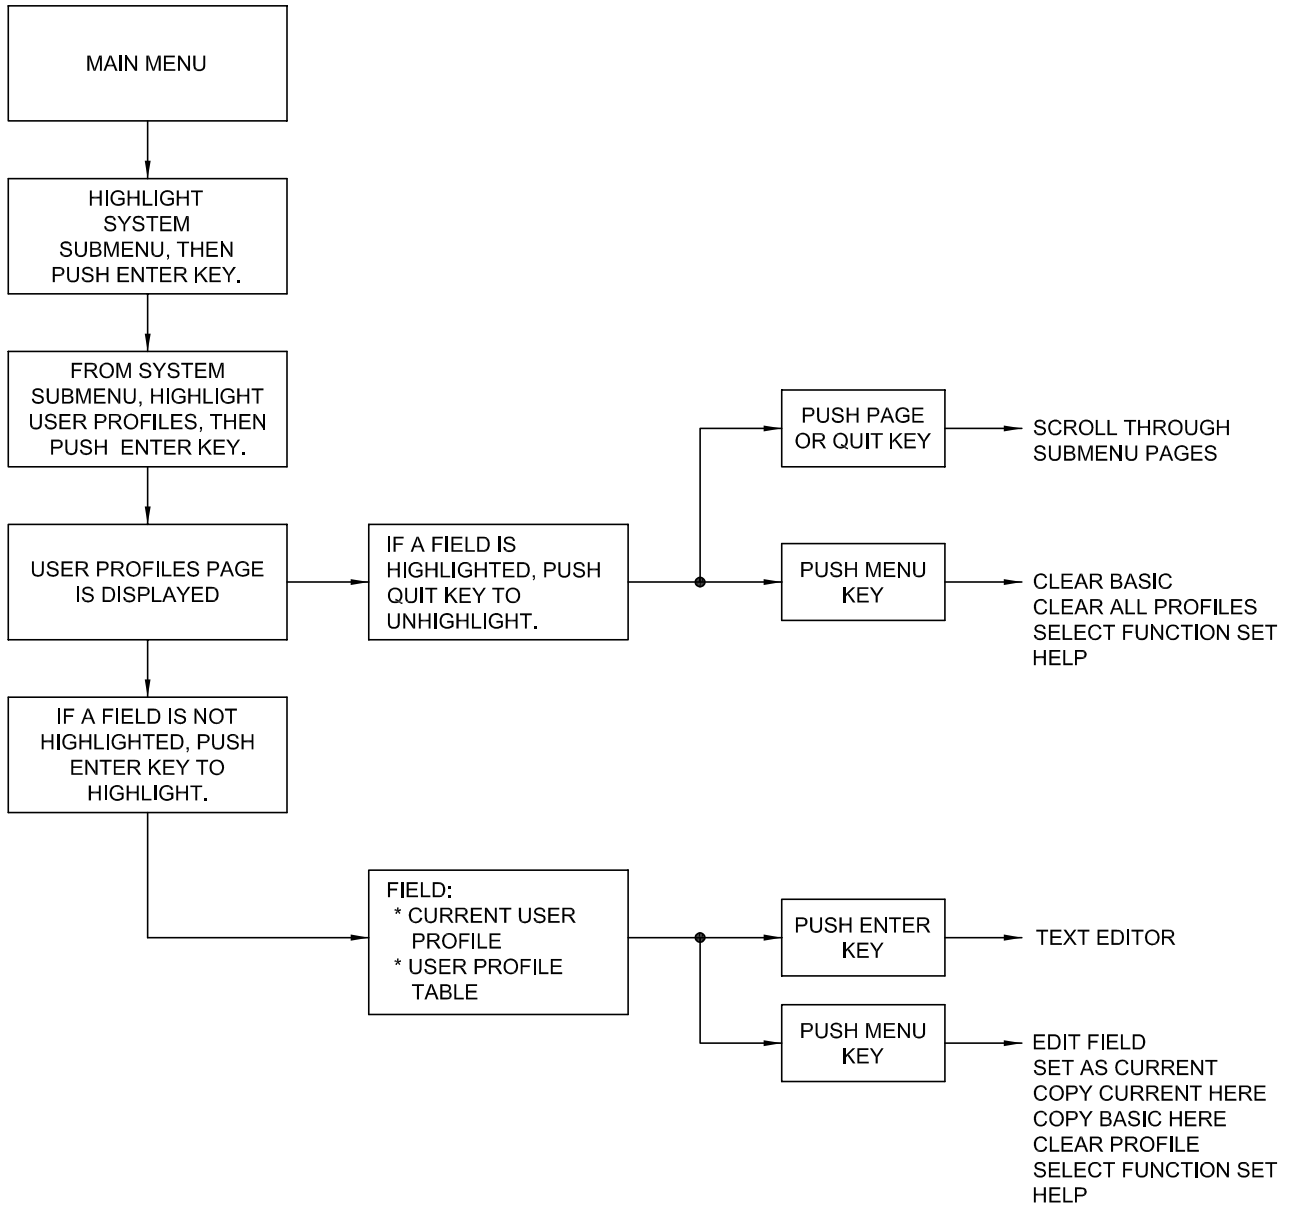 MAIN MENU
HIGHLIGHT
SYSTEM
SUBMENU, THEN
PUSH ENTER KEY.
FROM SYSTEM
SUBMENU, HIGHLIGHT
USER PROFILES, THEN
PUSH ENTER KEY.
USER PROFILES PAGE
IS DISPLAYED
IF A FIELD IS
HIGHLIGHTED, PUSH
QUIT KEY TO
UNHIGHLIGHT.
PUSH PAGE
OR QUIT KEY
SCROLL THROUGH
SUBMENU PAGES
PUSH MENU
KEY
CLEAR BASIC
CLEAR ALL PROFILES
SELECT FUNCTION SET
HELP
IF A FIELD IS NOT
HIGHLIGHTED, PUSH
ENTER KEY TO
HIGHLIGHT.
FIELD:
* CURRENT USER
PROFILE
* USER PROFILE
TABLE
PUSH ENTER
KEY
TEXT EDITOR
PUSH MENU
KEY
EDIT FIELD
SET AS CURRENT
COPY CURRENT HERE
COPY BASIC HERE
CLEAR PROFILE
SELECT FUNCTION SET
HELP